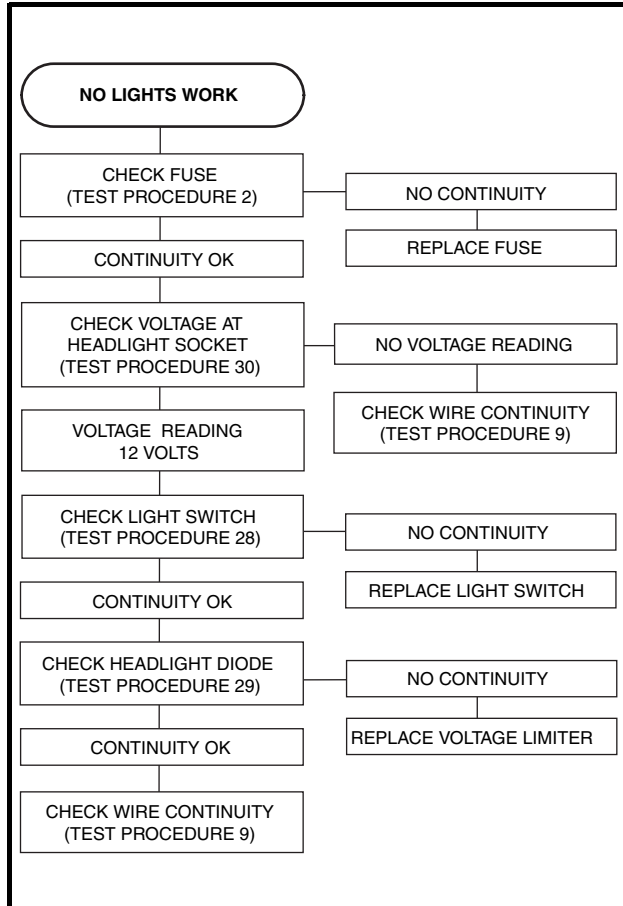 NO LIGHTS WORK
CHECK FUSE
(TEST PROCEDURE 2)
NO CONTINUITY
REPLACE FUSE
CONTINUITY OK
CHECK VOLTAGE AT
HEADLIGHT SOCKET
(TEST PROCEDURE 30)
NO VOLTAGE READING
CHECK WIRE CONTINUITY
(TEST PROCEDURE 9)
VOLTAGE READING
12 VOLTS
CHECK LIGHT SWITCH
(TEST PROCEDURE 28)
NO CONTINUITY
REPLACE LIGHT SWITCH
CONTINUITY OK
CHECK HEADLIGHT DIODE
(TEST PROCEDURE 29)
NO CONTINUITY
REPLACE VOLTAGE LIMITER
CONTINUITY OK
CHECK WIRE CONTINUITY
(TEST PROCEDURE 9)